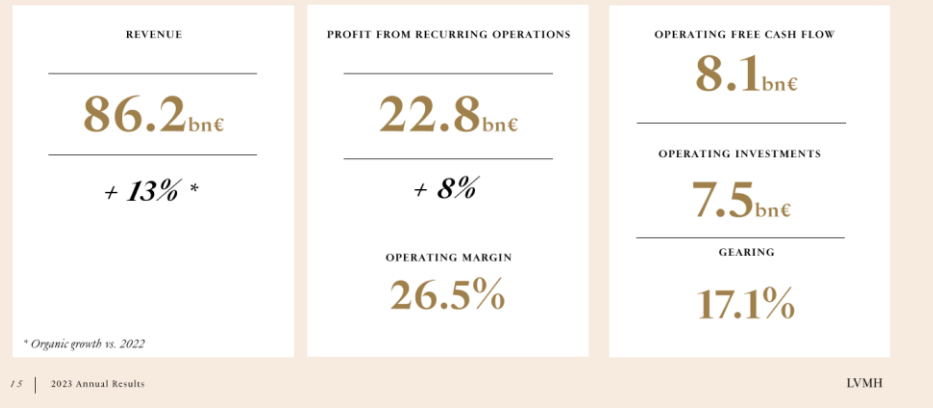 REVENUE
86.2bn€
+ 13% *
* Organic growth vs. 2022
PROFIT FROM RECURRING OPERATIONS
22.8bn€
+ 8%
OPERATING MARGIN
26.5%
OPERATING FREE CASH FLOW
8.1bn€
OPERATING INVESTMENTS
7.5bn€
GEARING
17.1%
15 | 2023 Annual Results
LVMH